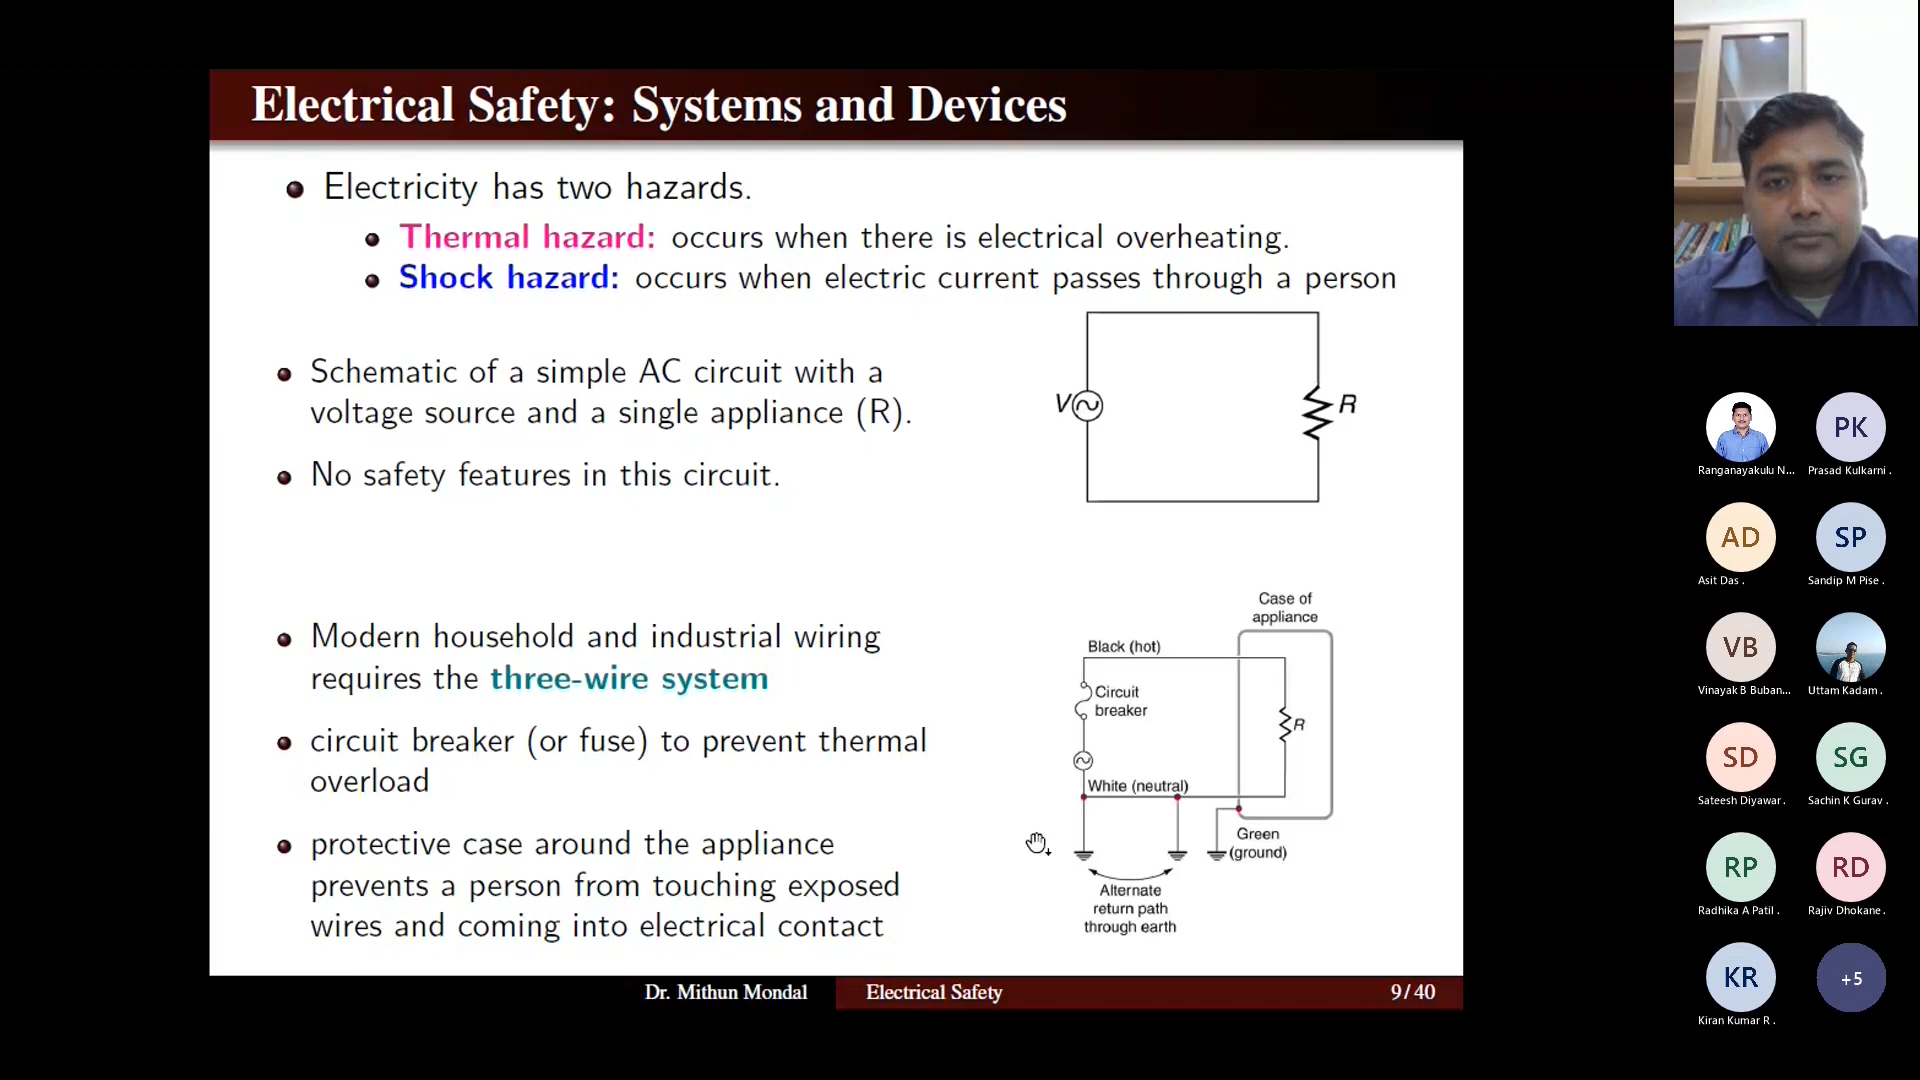 Electrical Safety: Systems and Devices
Electricity has two hazards.
Thermal hazard: occurs when there is electrical overheating.
Shock hazard: occurs when electric current passes through a person
Schematic of a simple AC circuit with a
voltage source and a single appliance (R).
No safety features in this circuit.
V
R
Modern household and industrial wiring
requires the three-wire system
circuit breaker (or fuse) to prevent thermal
overload
protective case around the appliance
prevents a person from touching exposed
wires and coming into electrical contact
Case of
appliance
Black (hot)
Circuit
breaker
R
White (neutral)
Green
(ground)
Alternate
return path
through earth
Dr. Mithun Mondal
Electrical Safety
9/40
Ranganayakulu N...
PK
Prasad Kulkarni .
AD
Asit Das .
SP
Sandip M Pise .
VB
Vinayak B Buban...
Uttam Kadam .
SD
Sateesh Diyawar .
SG
Sachin K Gurav .
RP
Radhika A Patil .
RD
Rajiv Dhokane .
KR
Kiran Kumar R .
+5